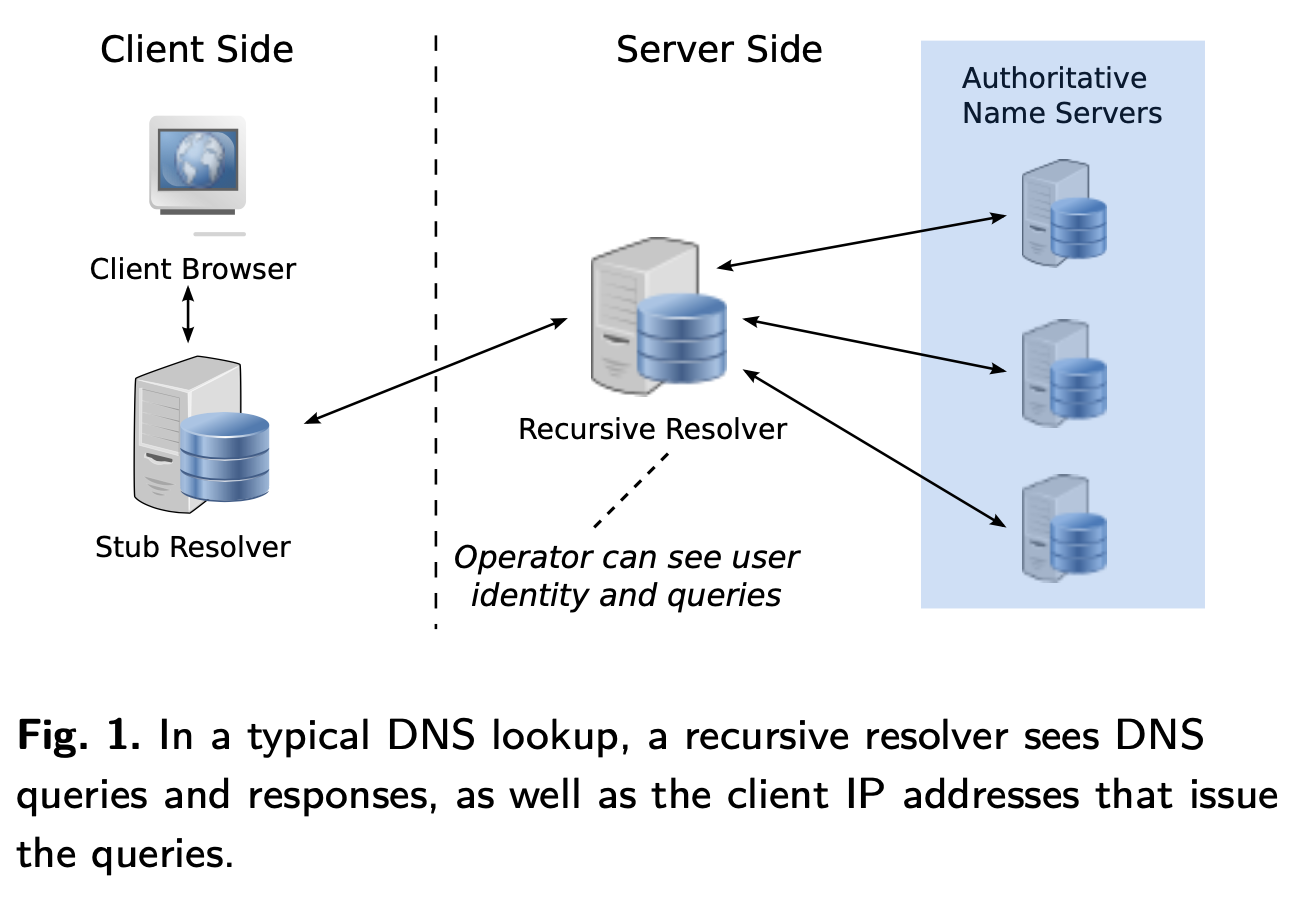 Client Side
Server Side
Authoritative
Name Servers
Client Browser
Recursive Resolver
Stub Resolver
Operator can see user
identity and queries
Fig. 1. In a typical DNS lookup, a recursive resolver sees DNS
queries and responses, as well as the client IP addresses that issue
the queries.